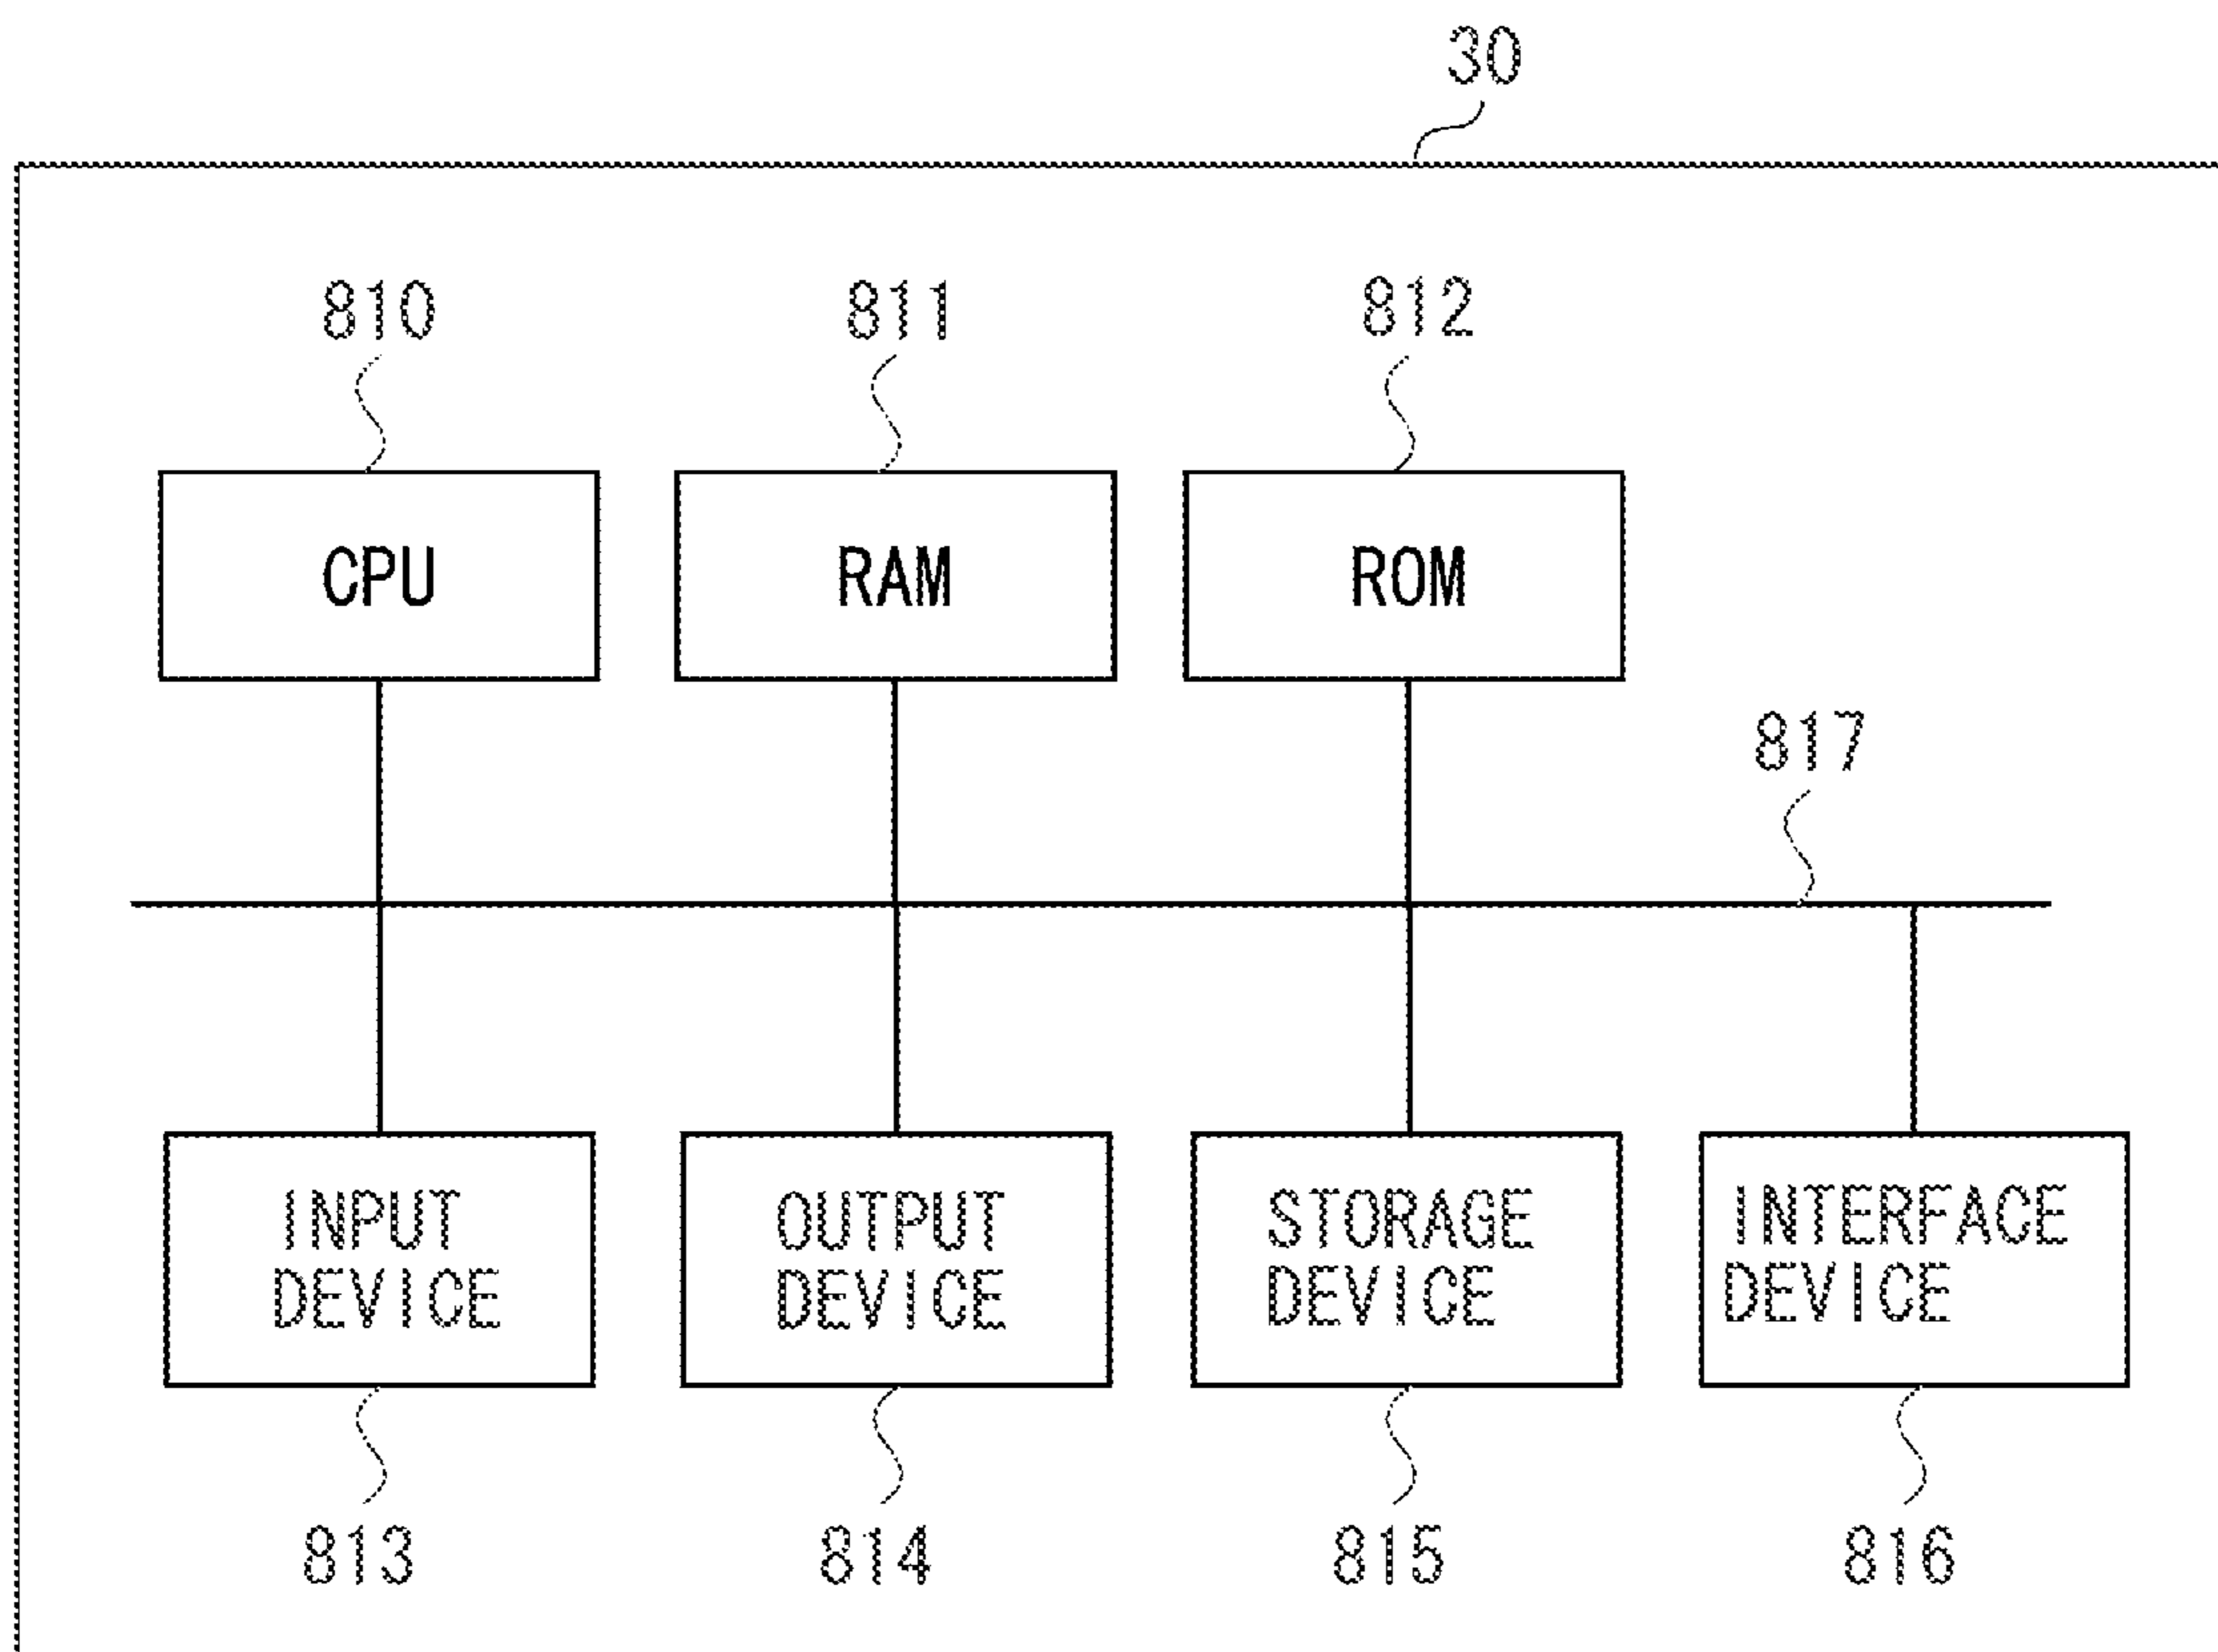 30
810
811
812
CPU
RAM
ROM
817
INPUT
DEVICE
OUTPUT
DEVICE
STORAGE
DEVICE
INTERFACE
DEVICE
813
814
815
816